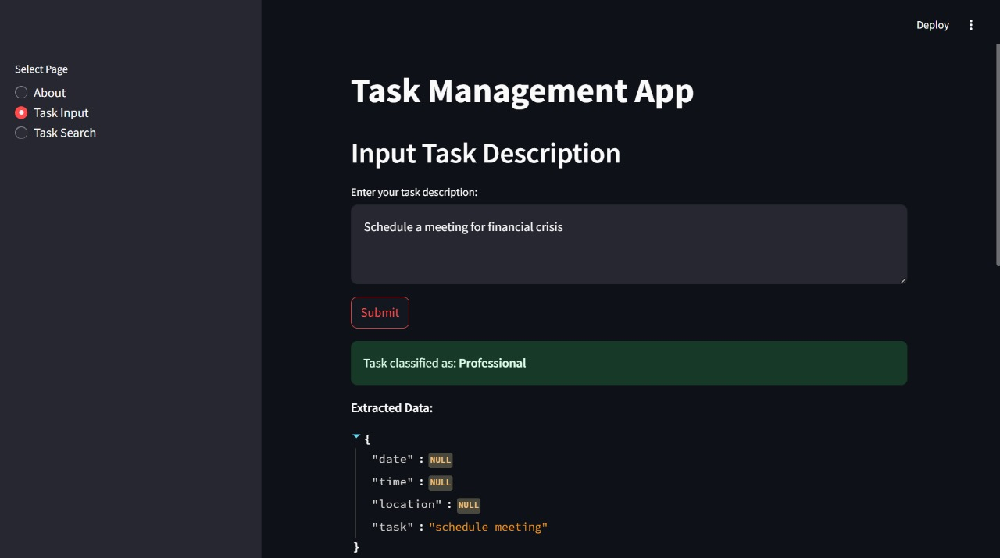 Deploy
Select Page
About
Task Input
Task Search
Task Management App
Input Task Description
Enter your task description:
Schedule a meeting for financial crisis
Submit
Task classified as: Professional
Extracted Data:
{
"date" : NULL
"time" : NULL
"location" : NULL
"task" : "schedule meeting"
}